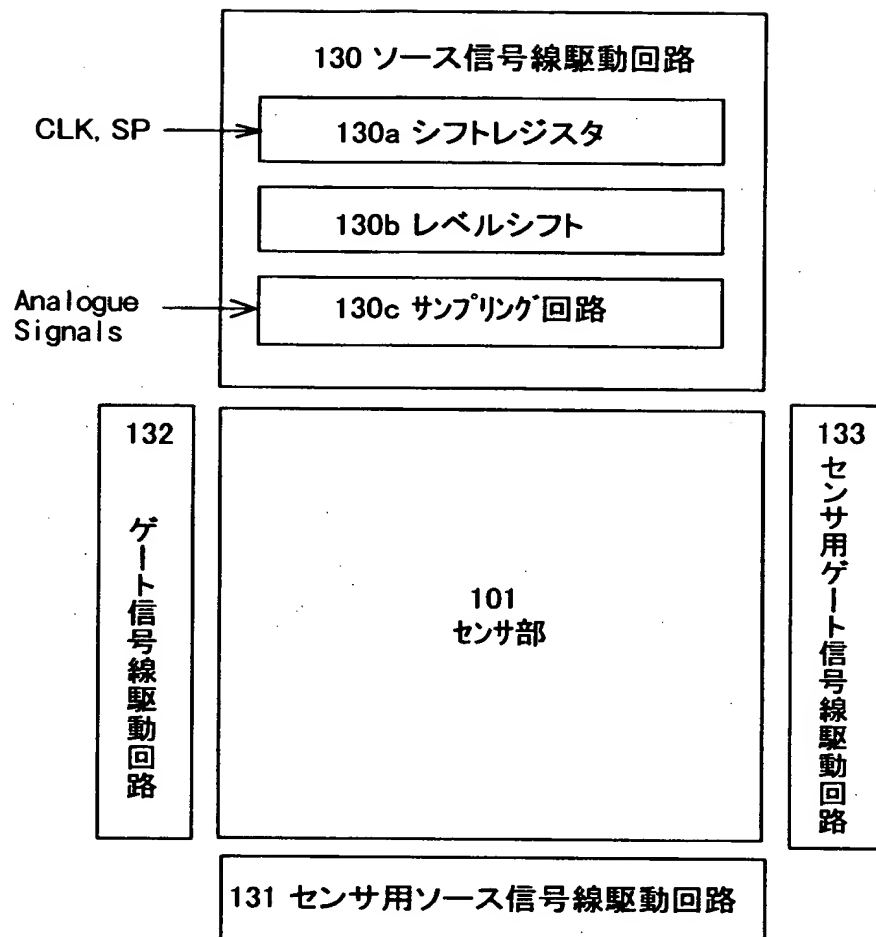 130 ソース信号線駆動回路
CLK, SP
130a シフトレジスタ
130b レベルシフト
Analogue
Signals
130c サンプリング回路
132
ゲート信号線駆動回路
101
センサ部
133
センサ用ゲート信号線駆動回路
131 センサ用ソース信号線駆動回路